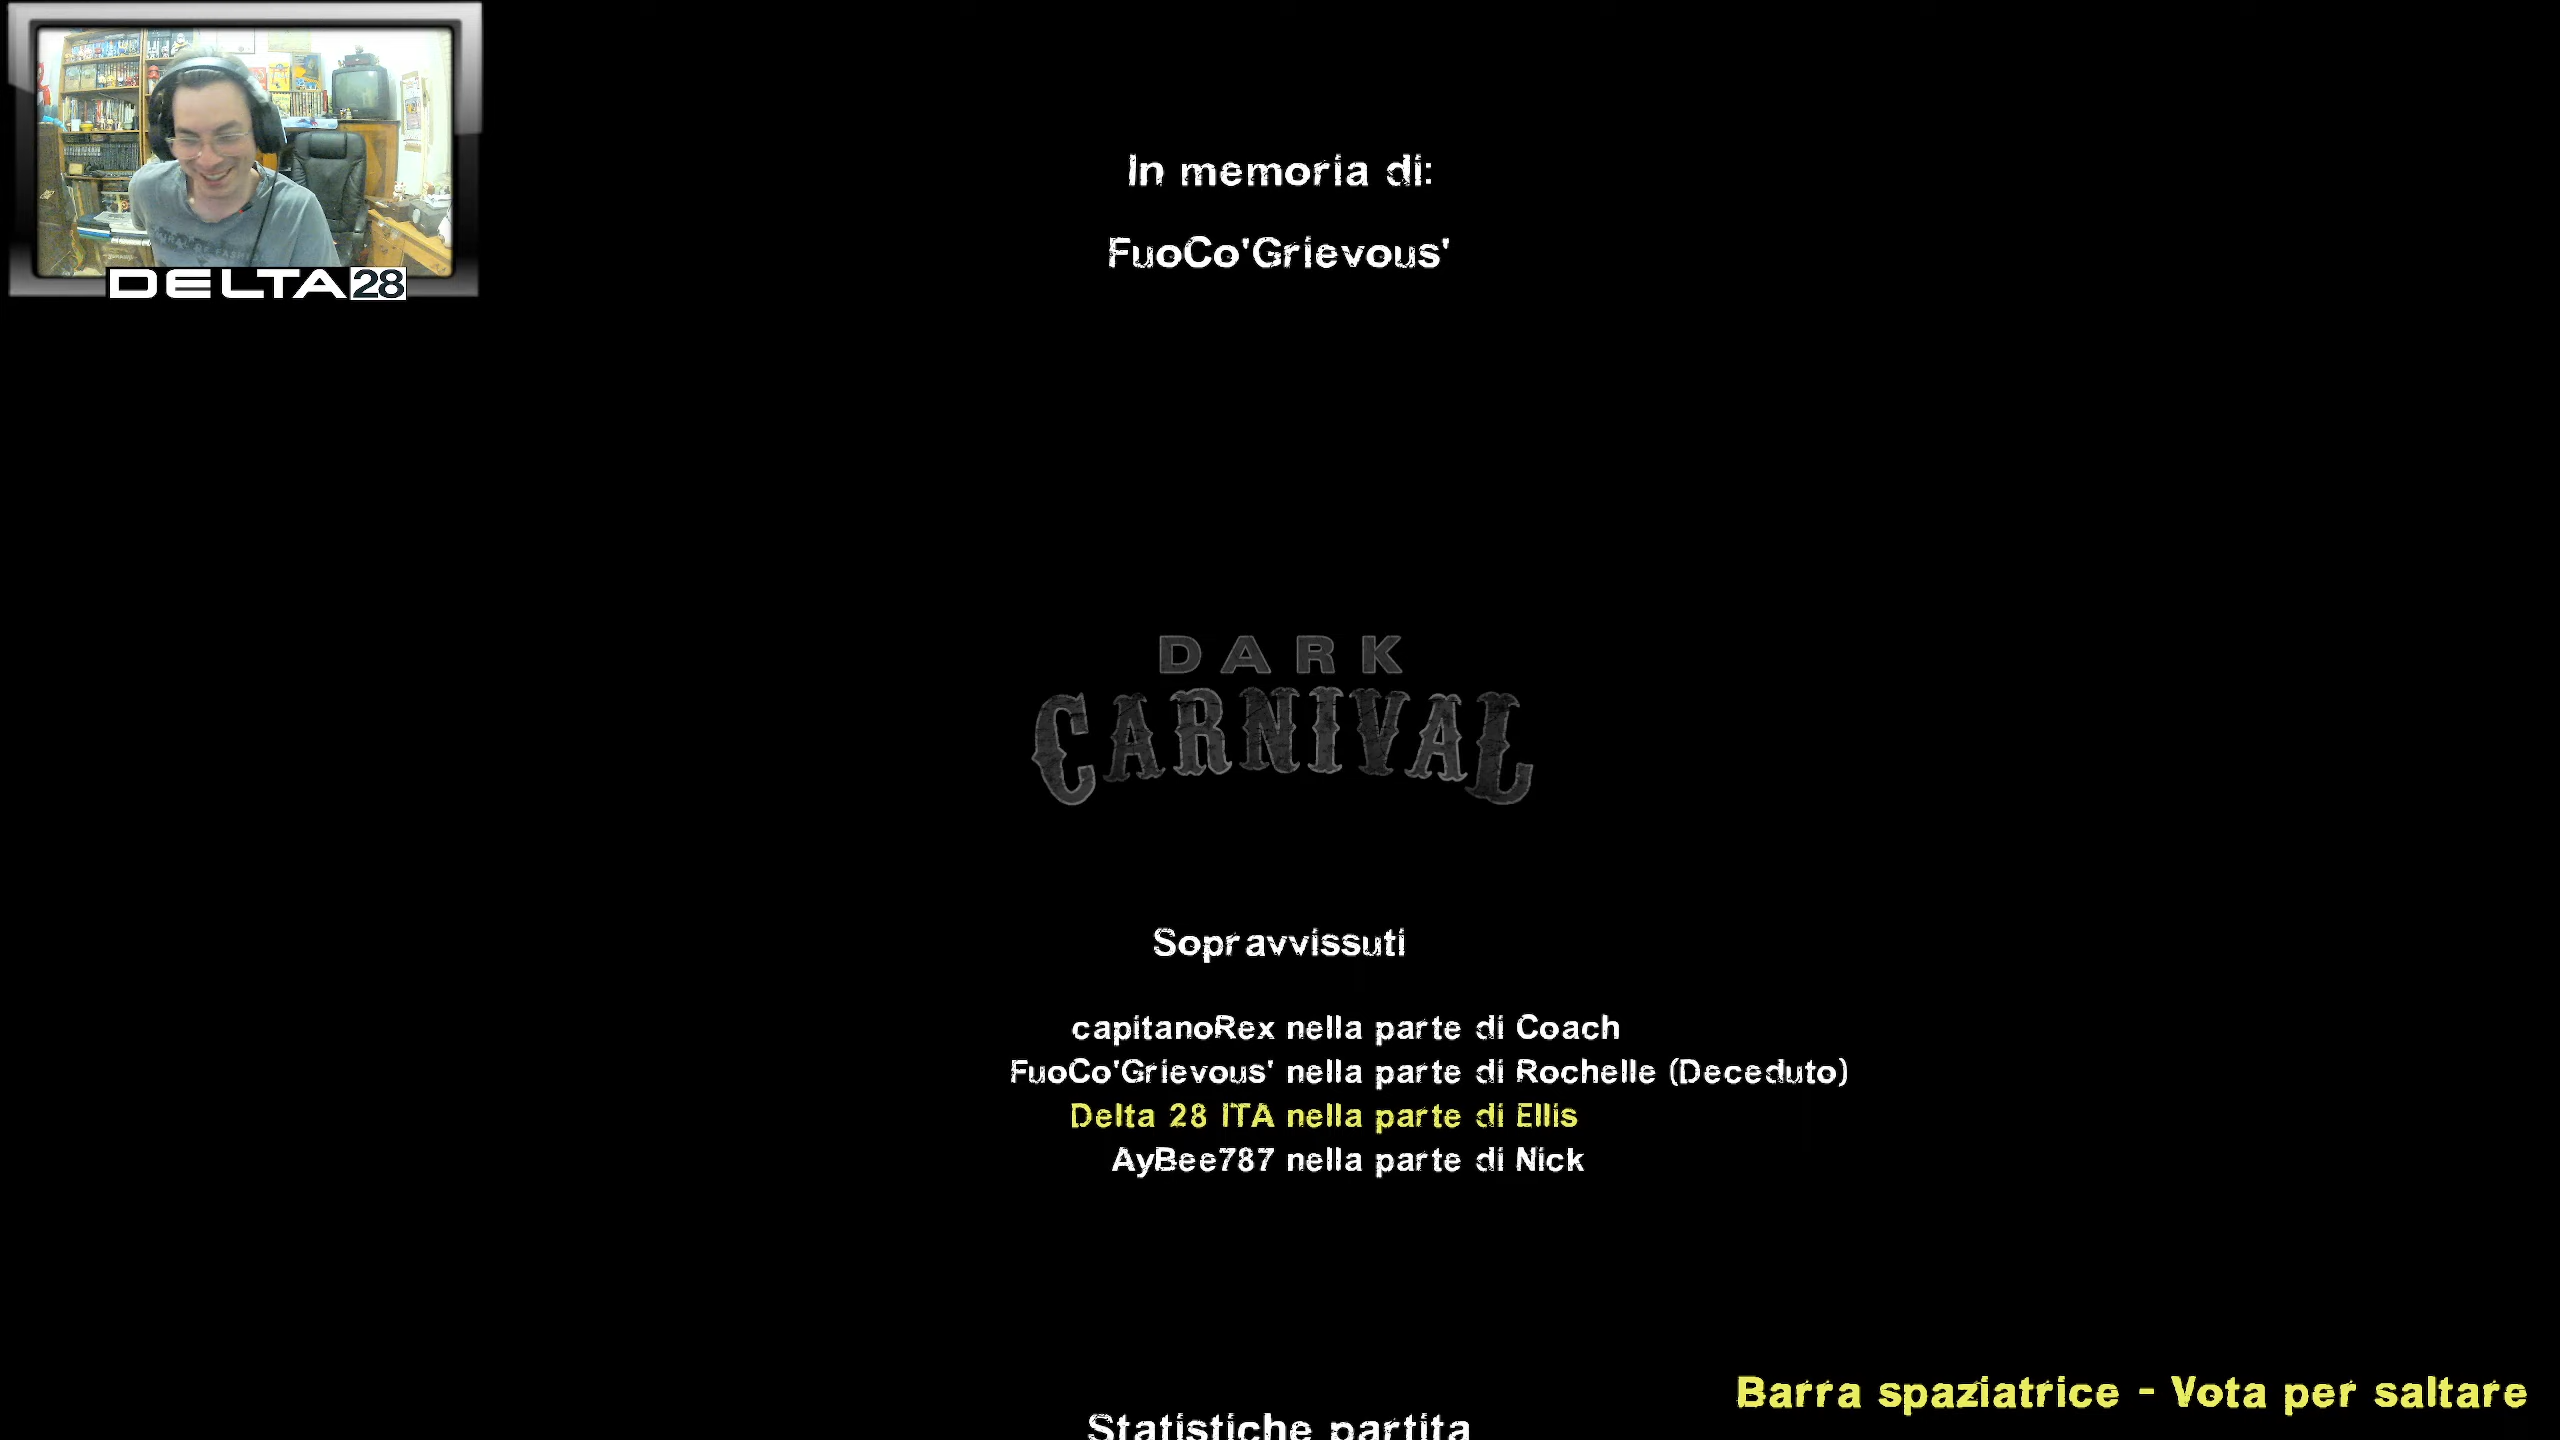 DELTA28
In memoria di:
FuoCo'Grievous'
DARK
CARNIVAL
Sopravvissuti
capitanoRex nella parte di Coach
FuoCo'Grievous' nella parte di Rochelle (Deceduto)
Delta 28 ITA nella parte di Ellis
AyBee787 nella parte di Nick
Barra spaziatrice - Vota per saltare
Statistiche partita